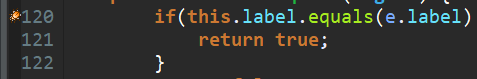 120 if(this.label.equals(e.label)
121 return true;
122 }